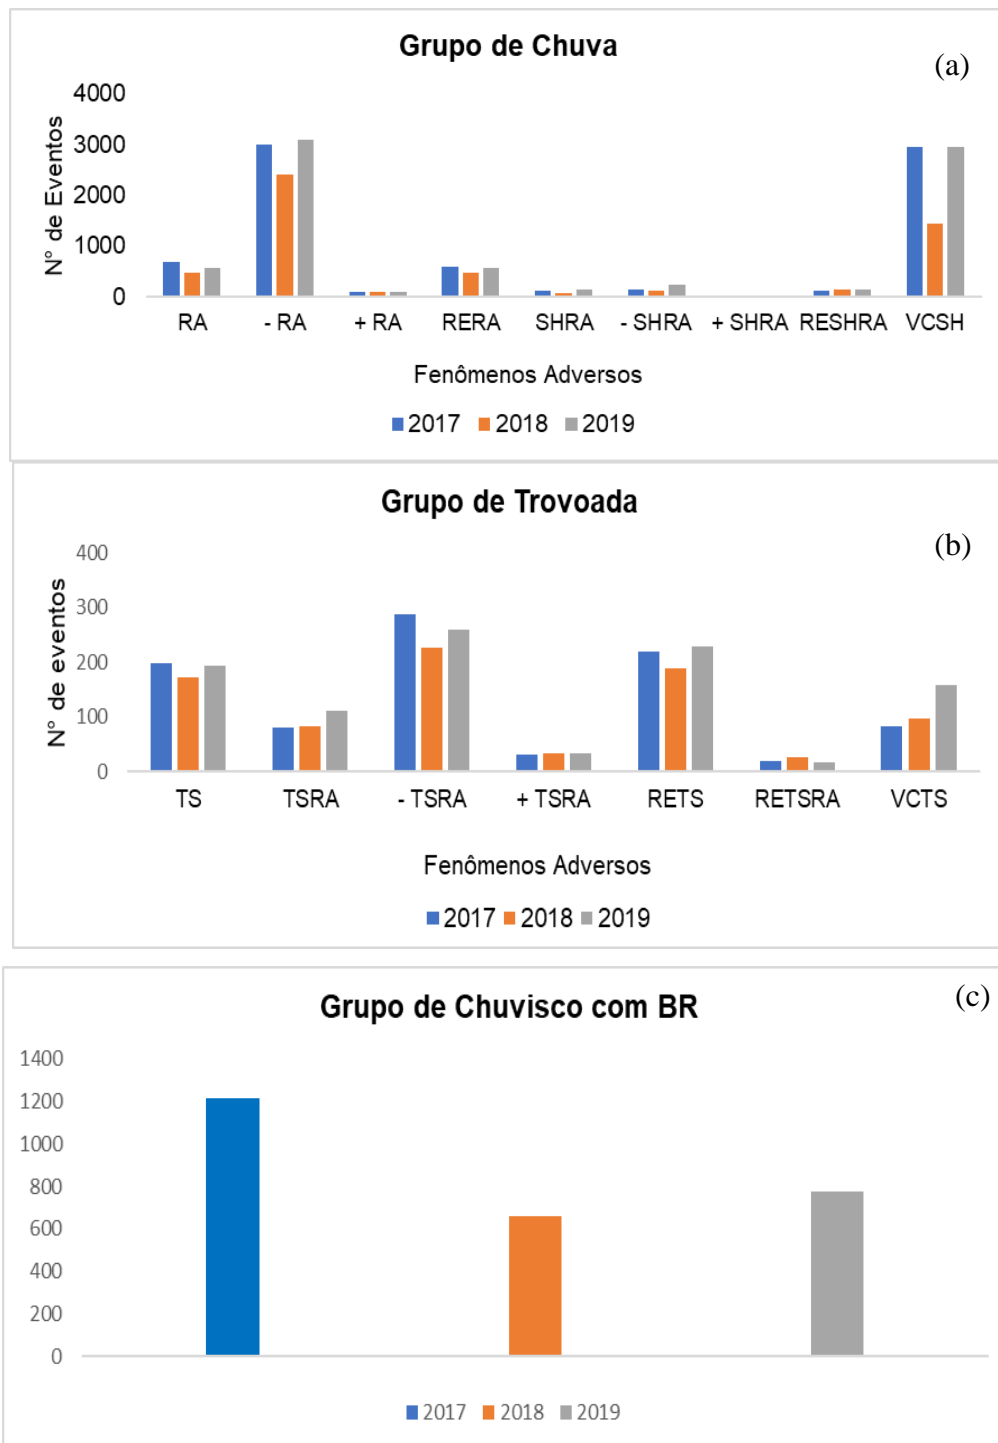 Grupo de Chuva
(a)
N° de Eventos
4000
3000
2000
1000
0
RA - RA + RA RERA SHRA - SHRA + SHRA RESHRA VCSH
Fenômenos Adversos
2017 2018 2019
Grupo de Trovoada
(b)
N° de eventos
400
300
200
100
0
TS TSRA - TSRA + TSRA RETS RETSRA VCTS
Fenômenos Adversos
2017 2018 2019
Grupo de Chuvisco com BR
(c)
1400
1200
1000
800
600
400
200
0
2017 2018 2019